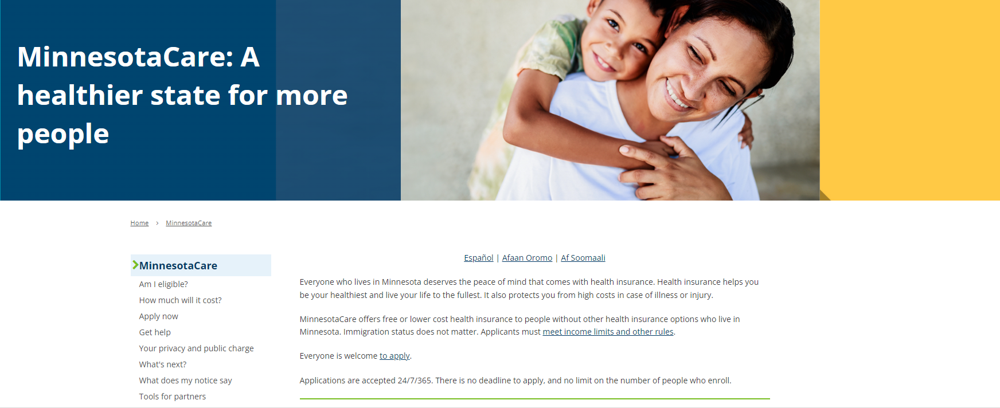 MinnesotaCare: A
healthier state for more
people
Home > MinnesotaCare
MinnesotaCare
Am I eligible?
How much will it cost?
Apply now
Get help
Your privacy and public charge
What's next?
What does my notice say
Tools for partners
Español | Afaan Oromo | Af Soomaali
Everyone who lives in Minnesota deserves the peace of mind that comes with health insurance. Health insurance helps you
be your healthiest and live your life to the fullest. It also protects you from high costs in case of illness or injury.
MinnesotaCare offers free or lower cost health insurance to people without other health insurance options who live in
Minnesota. Immigration status does not matter. Applicants must meet income limits and other rules.
Everyone is welcome to apply.
Applications are accepted 24/7/365. There is no deadline to apply, and no limit on the number of people who enroll.